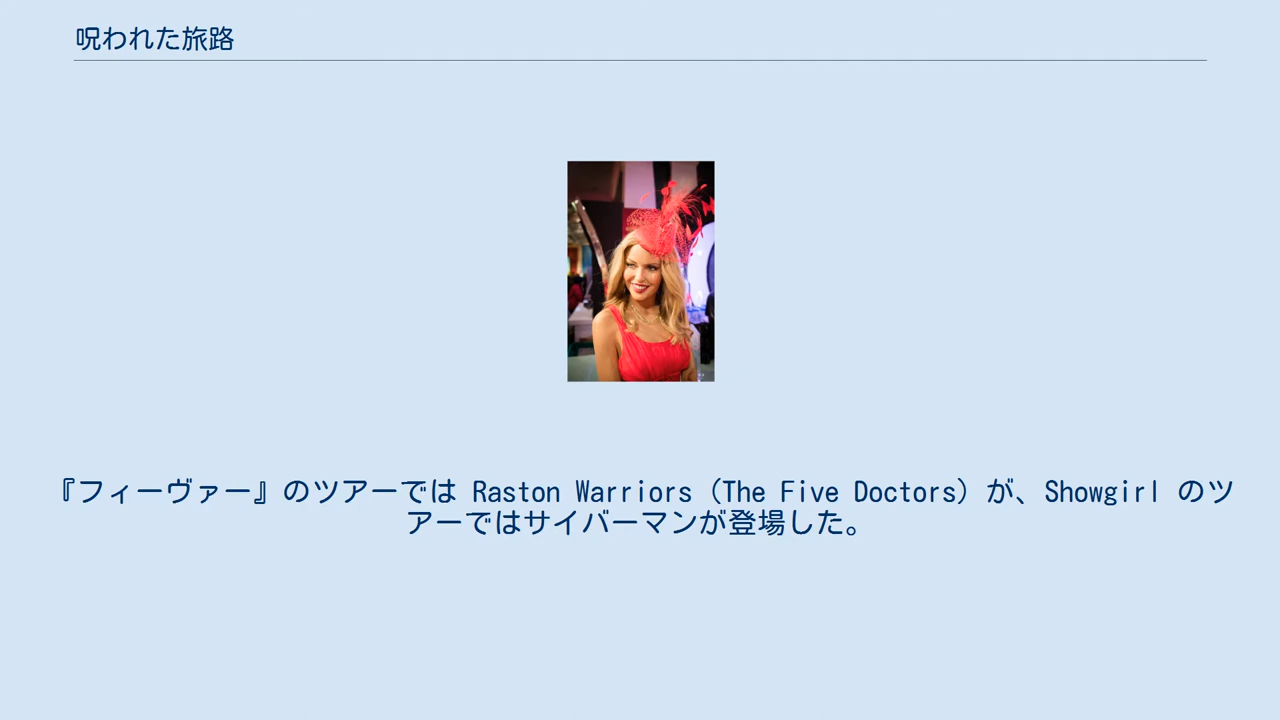 呪われた旅路
『フィーヴァー』のツアーでは Raston Warriors (The Five Doctors) が、Showgirl のツ
アーではサイバーマンが登場した。